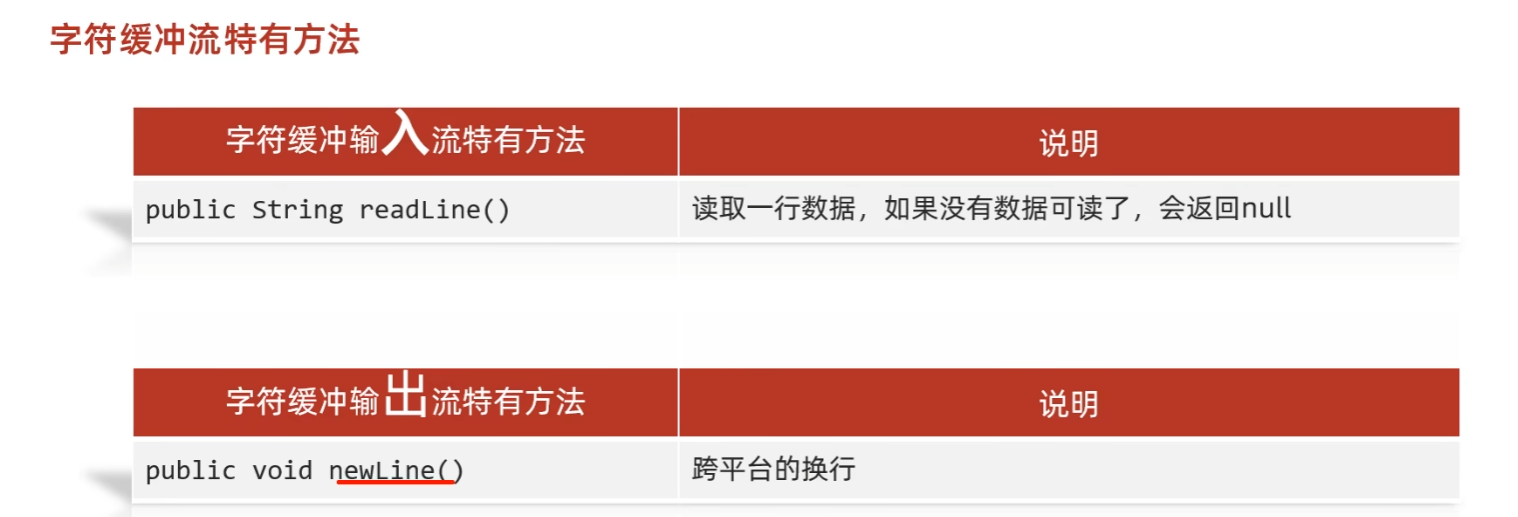 字符缓冲流特有方法
字符缓冲输入流特有方法 说明
public String readLine() 读取一行数据，如果没有数据可读了，会返回null
字符缓冲输出流特有方法 说明
public void newLine() 跨平台的换行